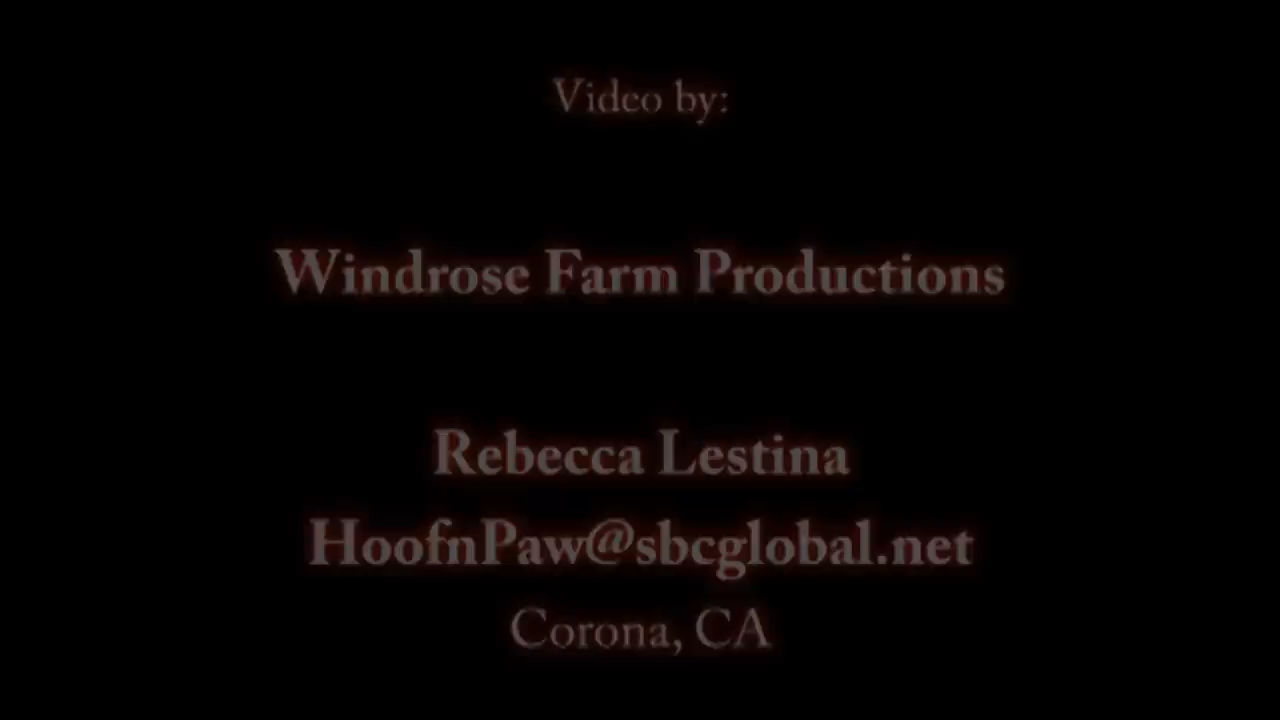 Video by:
Windrose Farm Productions
Rebecca Lestina
HoofnPaw@sbcglobal.net
Corona, CA